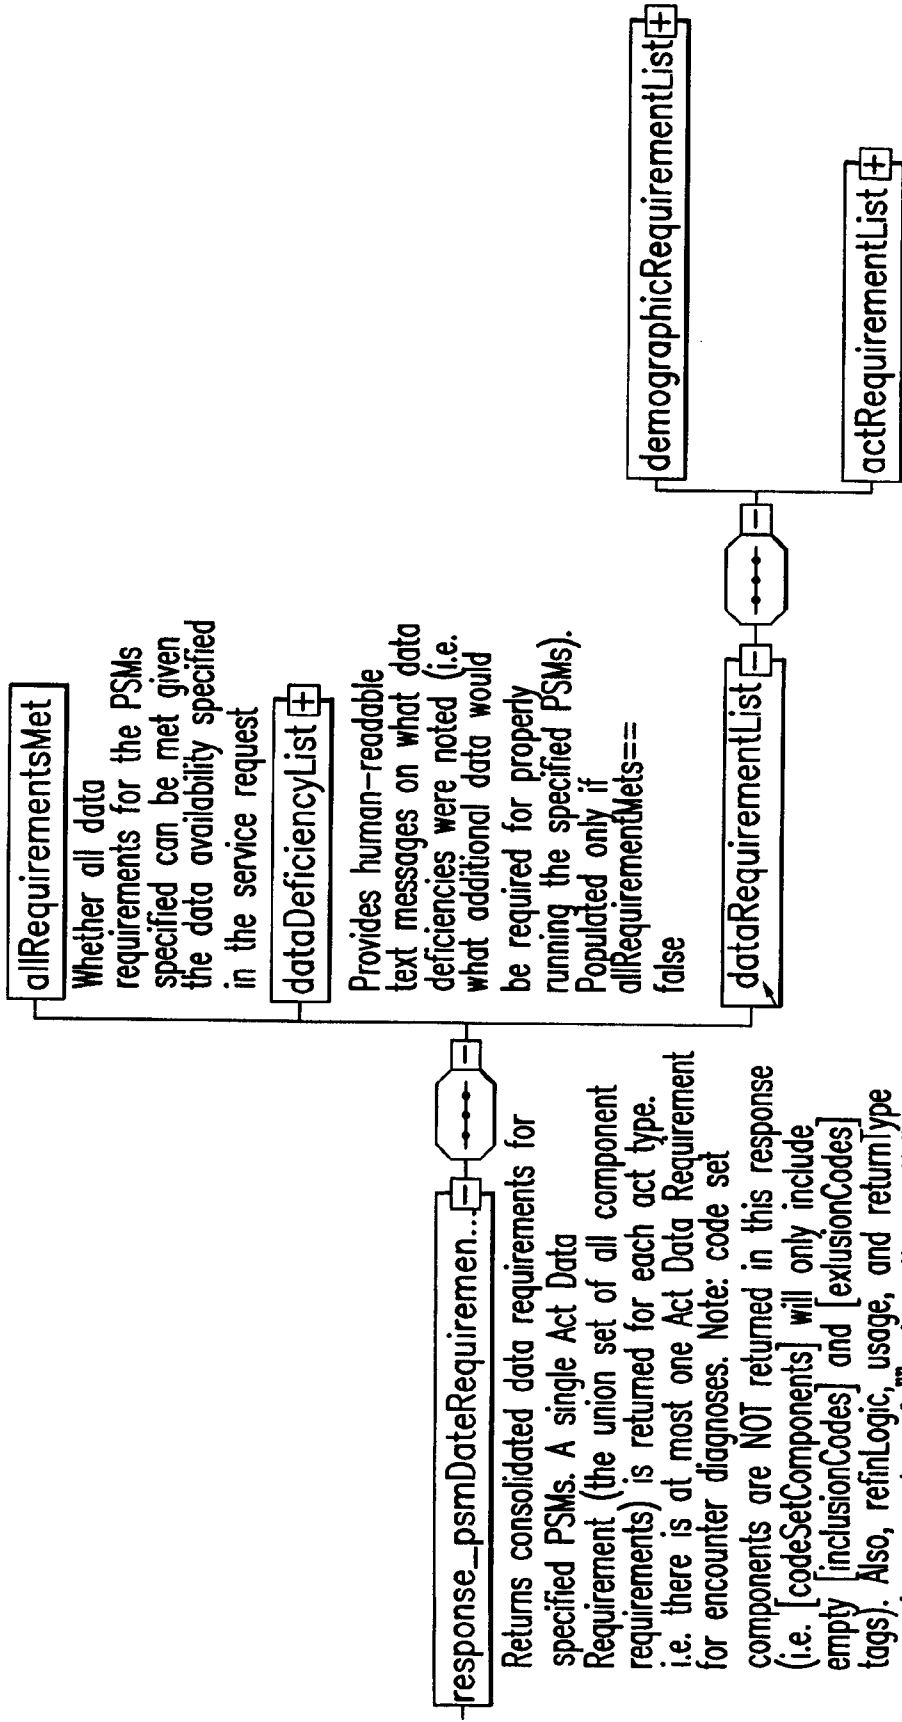 response_psmDateRequiremen...
Returns consolidated data requirements for
specified PSMs. A single Act Data
Requirement (the union set of all component
requirements) is returned for each act type.
i.e. there is at most one Act Data Requirement
for encounter diagnoses. Note: code set
components are NOT returned in this response
(i.e. [codeSetComponents] will only include
empty [inclusionCodes] and [exlusionCodes]
tags). Also, refinLogic, usage, and returnType
allRequirementsMet
Whether all data
requirements for the PSMs
specified can be met given
the data availability specified
in the service request
dataDeficiencyList
Provides human-readable
text messages on what data
deficiencies were noted (i.e.
what additional data would
be required for properly
running the specified PSMs).
Populated only if
allRequirementMets==
false
dataRequirementList
demographicRequirementList
actRequirementList